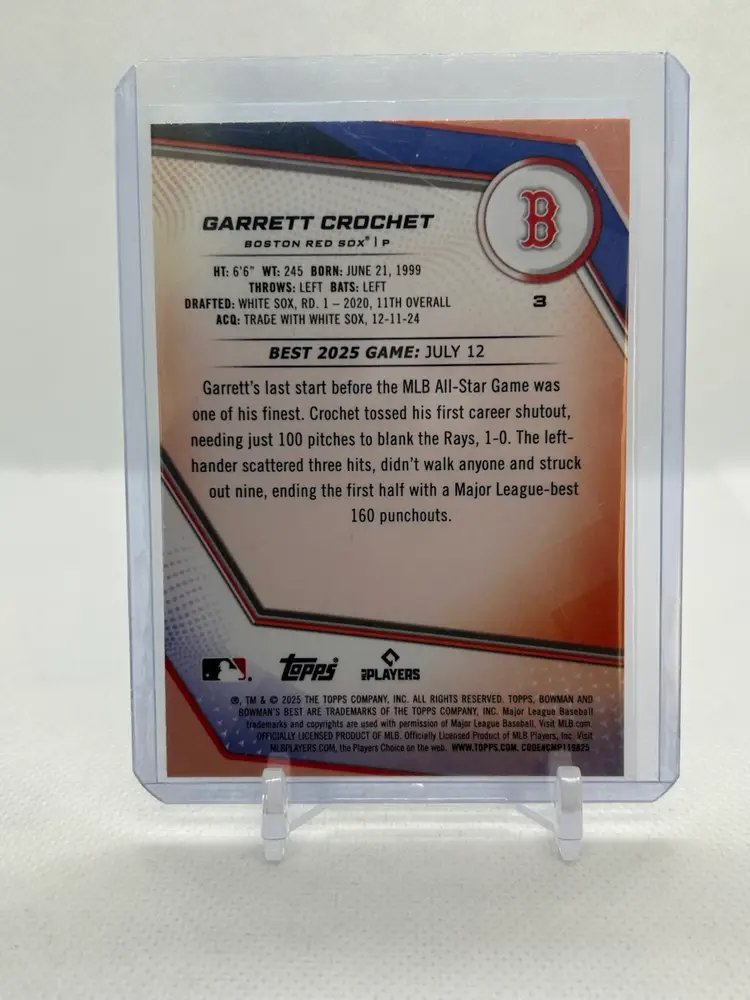 B
GARRETT CROCHET
BOSTON RED SOX® | P
HT: 6'6" WT: 245 BORN: JUNE 21, 1999
THROWS: LEFT BATS: LEFT
DRAFTED: WHITE SOX, RD. 1 – 2020, 11TH OVERALL
ACQ: TRADE WITH WHITE SOX, 12-11-24
3
BEST 2025 GAME: JULY 12
Garrett's last start before the MLB All-Star Game was
one of his finest. Crochet tossed his first career shutout,
needing just 100 pitches to blank the Rays, 1-0. The left-
hander scattered three hits, didn't walk anyone and struck
out nine, ending the first half with a Major League-best
160 punchouts.
Topps
MLB PLAYERS
®, TM & © 2025 THE TOPPS COMPANY, INC. ALL RIGHTS RESERVED. TOPPS, BOWMAN AND
BOWMAN'S BEST ARE TRADEMARKS OF THE TOPPS COMPANY, INC. Major League Baseball
trademarks and copyrights are used with permission of Major League Baseball. Visit MLB.com.
OFFICIALLY LICENSED PRODUCT OF MLB. Officially Licensed Product of MLB Players, Inc. Visit
MLBPLAYERS.COM, the Players Choice on the web. WWW.TOPPS.COM. CODE#CMP118825